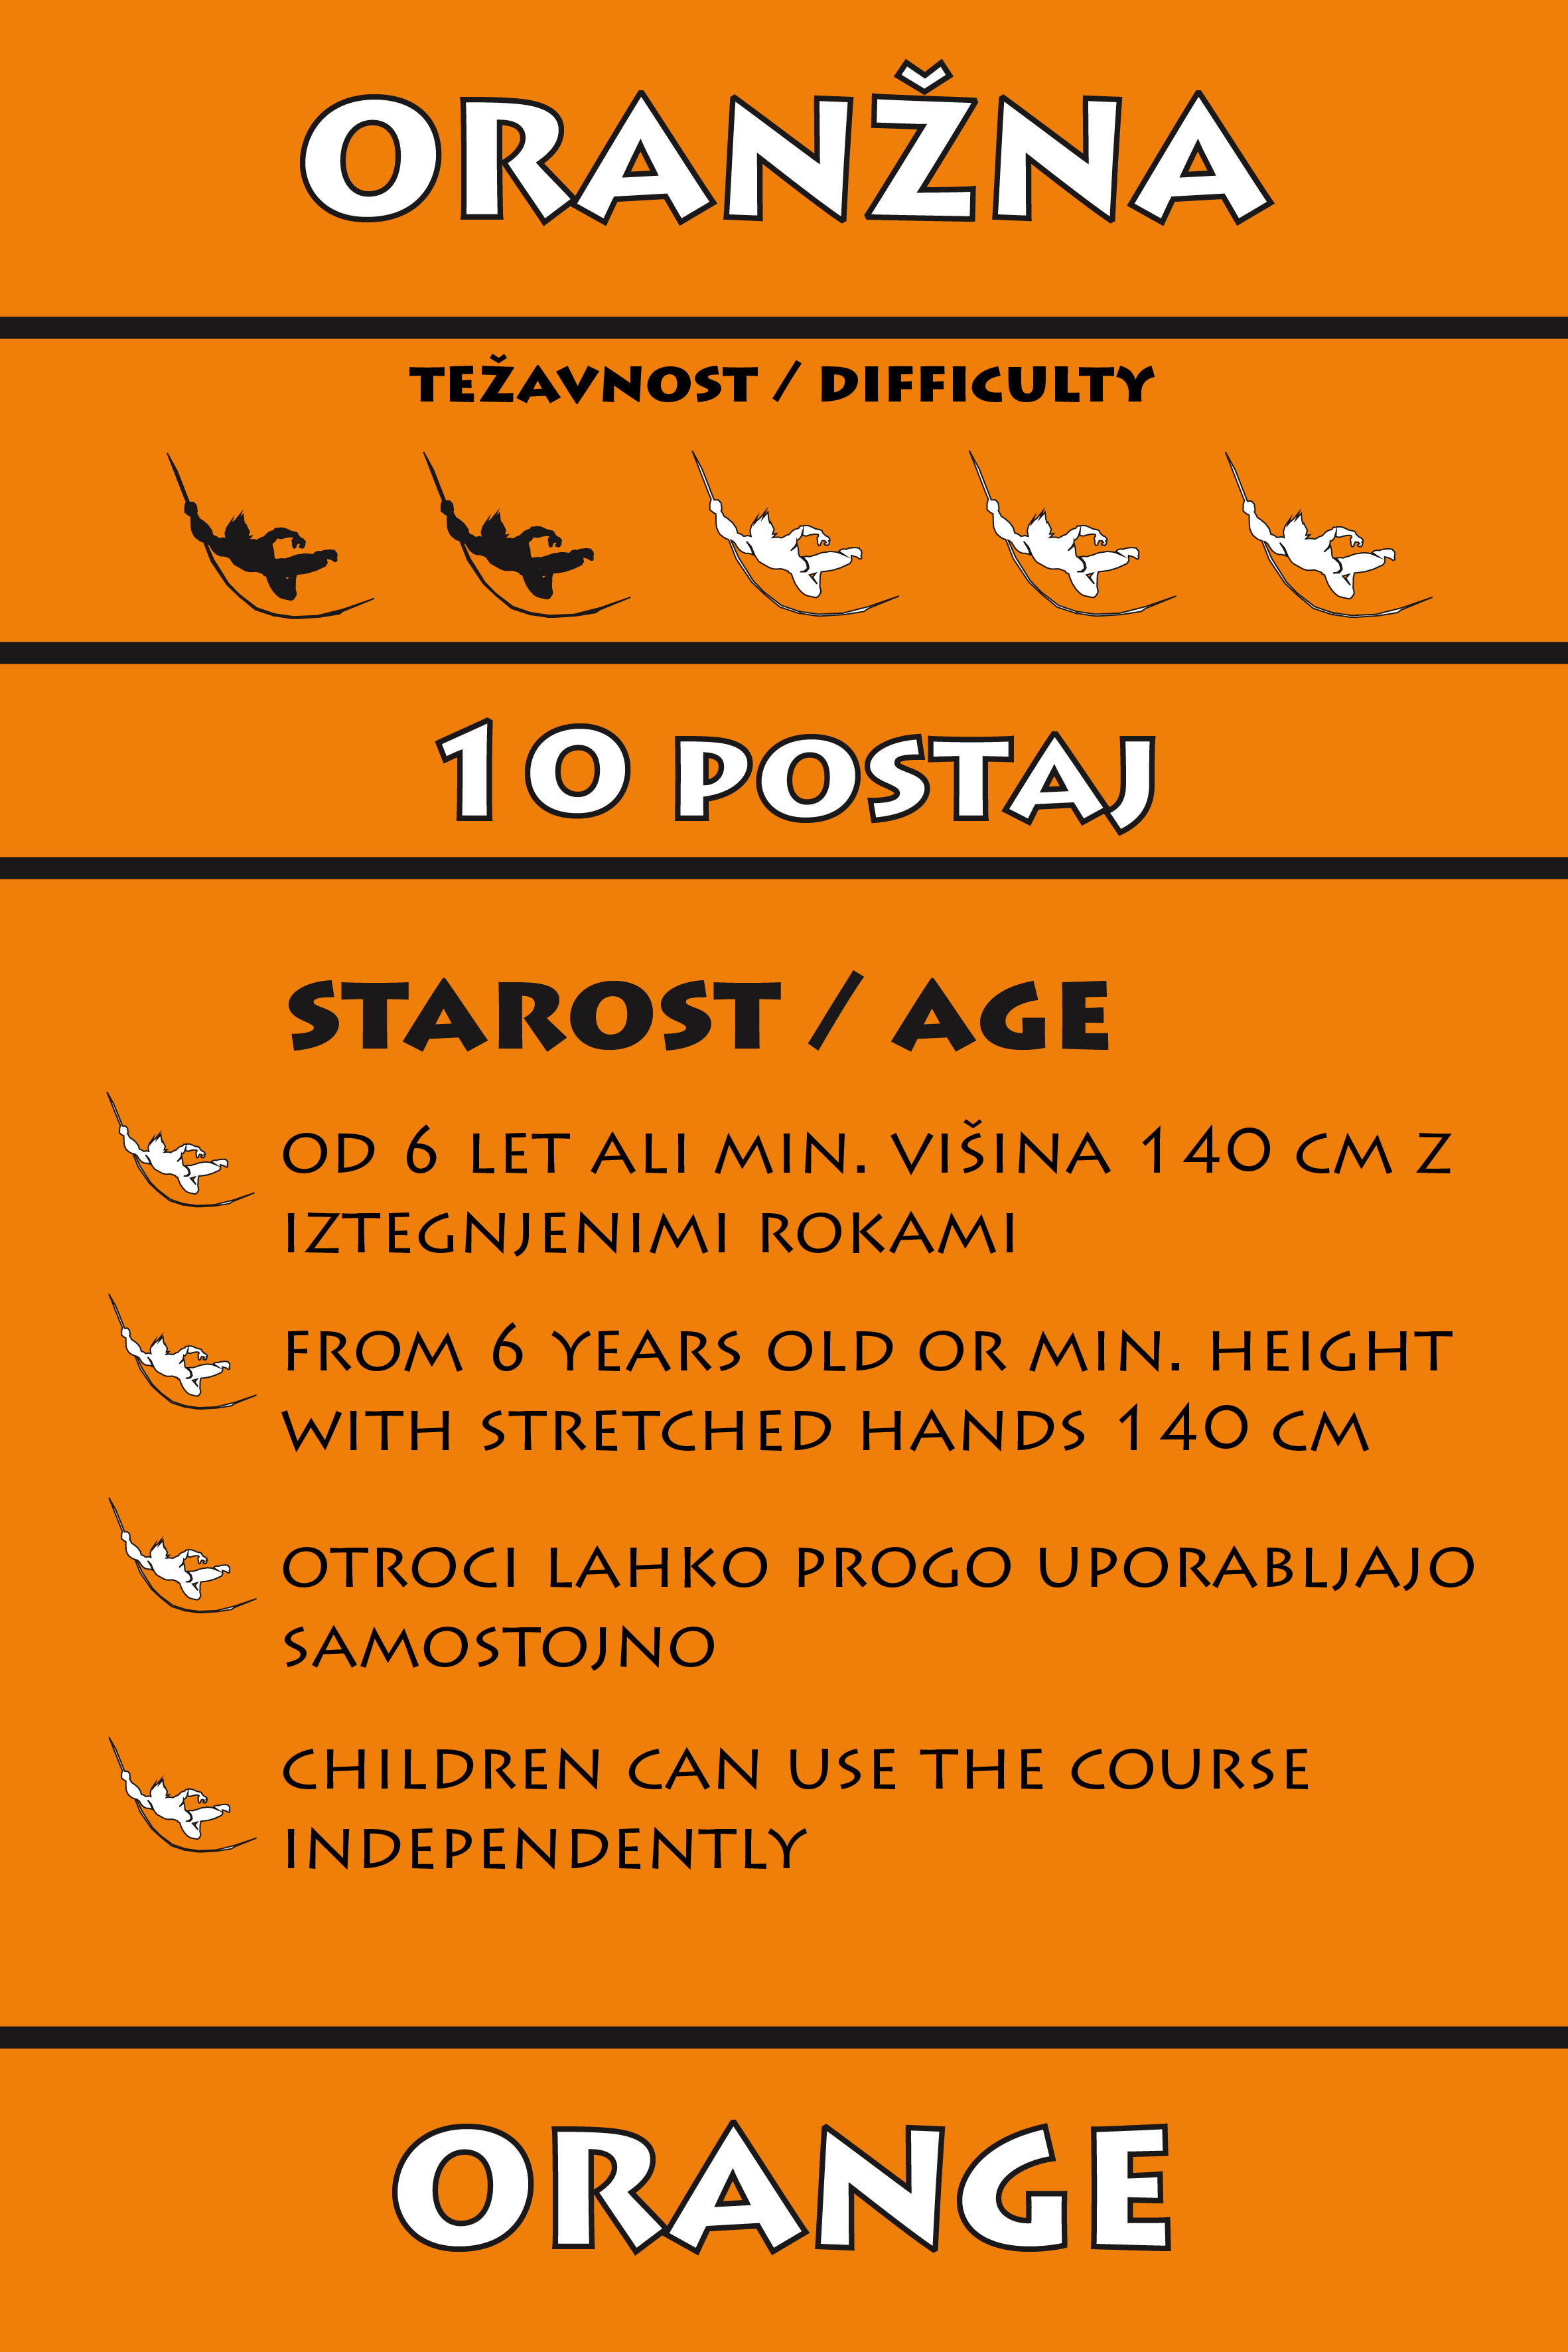 ORANŽNA
TEŽAVNOST / DIFFICULTY
10 POSTAJ
STAROST / AGE
OD 6 LET ALI MIN. VIŠINA 140 CM Z
IZTEGNJENIMI ROKAMI
FROM 6 YEARS OLD OR MIN. HEIGHT
WITH STRETCHED HANDS 140 CM
OTROCI LAHKO PROGO UPORABLJAJO
SAMOSTOJNO
CHILDREN CAN USE THE COURSE
INDEPENDENTLY
ORANGE